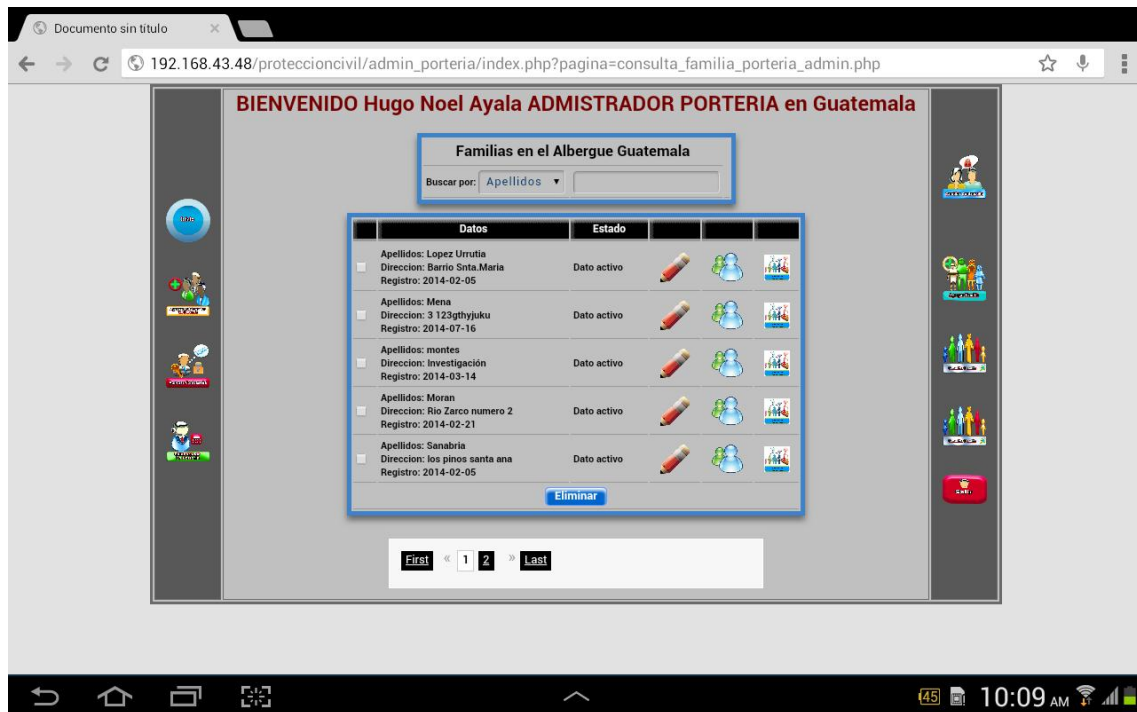 Documento sin título
192.168.43.48/proteccioncivil/admin_porteria/index.php?pagina=consulta_familia_porteria_admin.php
BIENVENIDO Hugo Noel Ayala ADMISTRADOR PORTERIA en Guatemala
Familias en el Albergue Guatemala
Buscar por: Apellidos
Datos Estado
Apellidos: Lopez Urrutia
Direccion: Barrio Snta.Maria Dato activo
Registro: 2014-02-05
Apellidos: Mena
Direccion: 3 123gthyjuku Dato activo
Registro: 2014-07-16
Apellidos: montes
Direccion: Investigación Dato activo
Registro: 2014-03-14
Apellidos: Moran
Direccion: Rio Zarco numero 2 Dato activo
Registro: 2014-02-21
Apellidos: Sanabria
Direccion: los pinos santa ana Dato activo
Registro: 2014-02-05
Eliminar
First « 1 2 » Last
45 10:09 AM